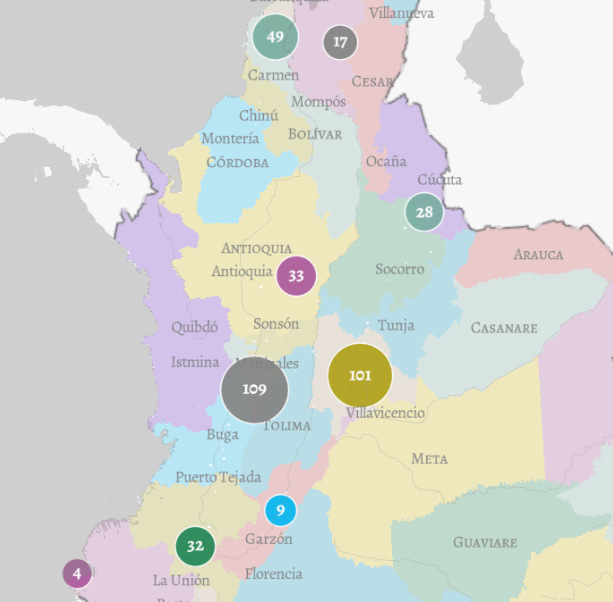 Villanueva
49
17
Carmen
CESAR
Mompós
Chinú
BOLÍVAR
Montería
CÓRDOBA
Ocaña
Cúcuta
28
ANTIOQUIA
ARAUCA
Antioquia
33
Socorro
Sonsón
Tunja
Quibdó
CASANARE
Istmina
Manizales
109
101
Villavicencio
TOLIMA
Buga
META
Puerto Tejada
9
32
Garzón
GUAVIARE
4
La Unión
Florencia